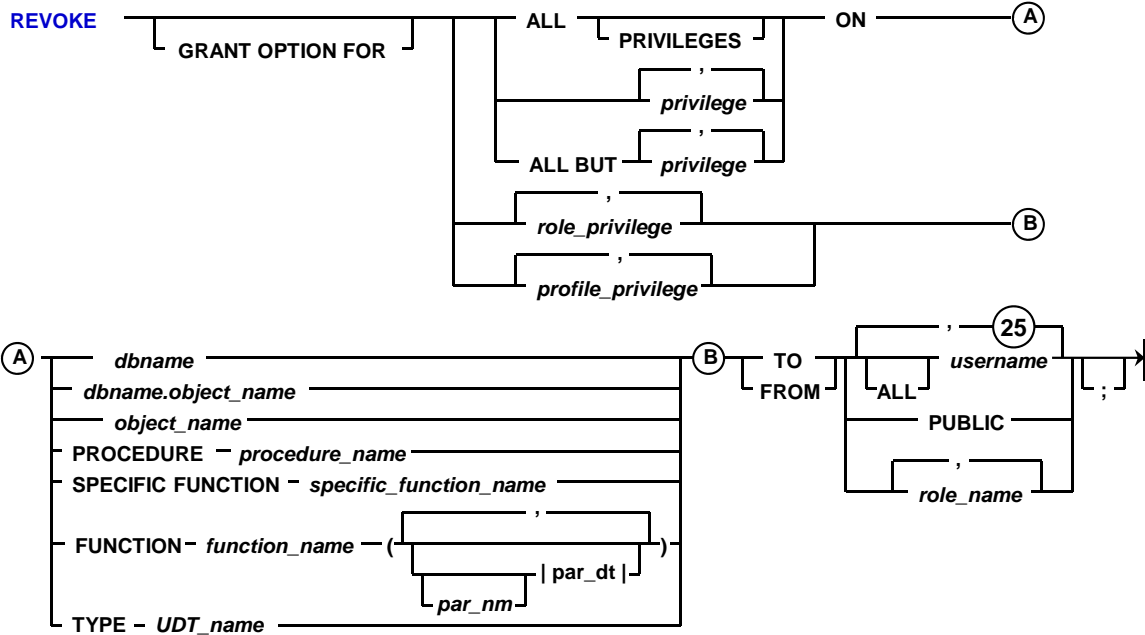 REVOKE ALL ON A
GRANT OPTION FOR PRIVILEGES
,
privilege
,
ALL BUT privilege
,
role_privilege B
,
profile_privilege
, 25
A dbname B TO username
dbname.object_name FROM ALL ;
object_name PUBLIC
PROCEDURE procedure_name ,
SPECIFIC FUNCTION specific_function_name role_name
,
FUNCTION function_name ( | par_dt | )
par_nm
TYPE UDT_name